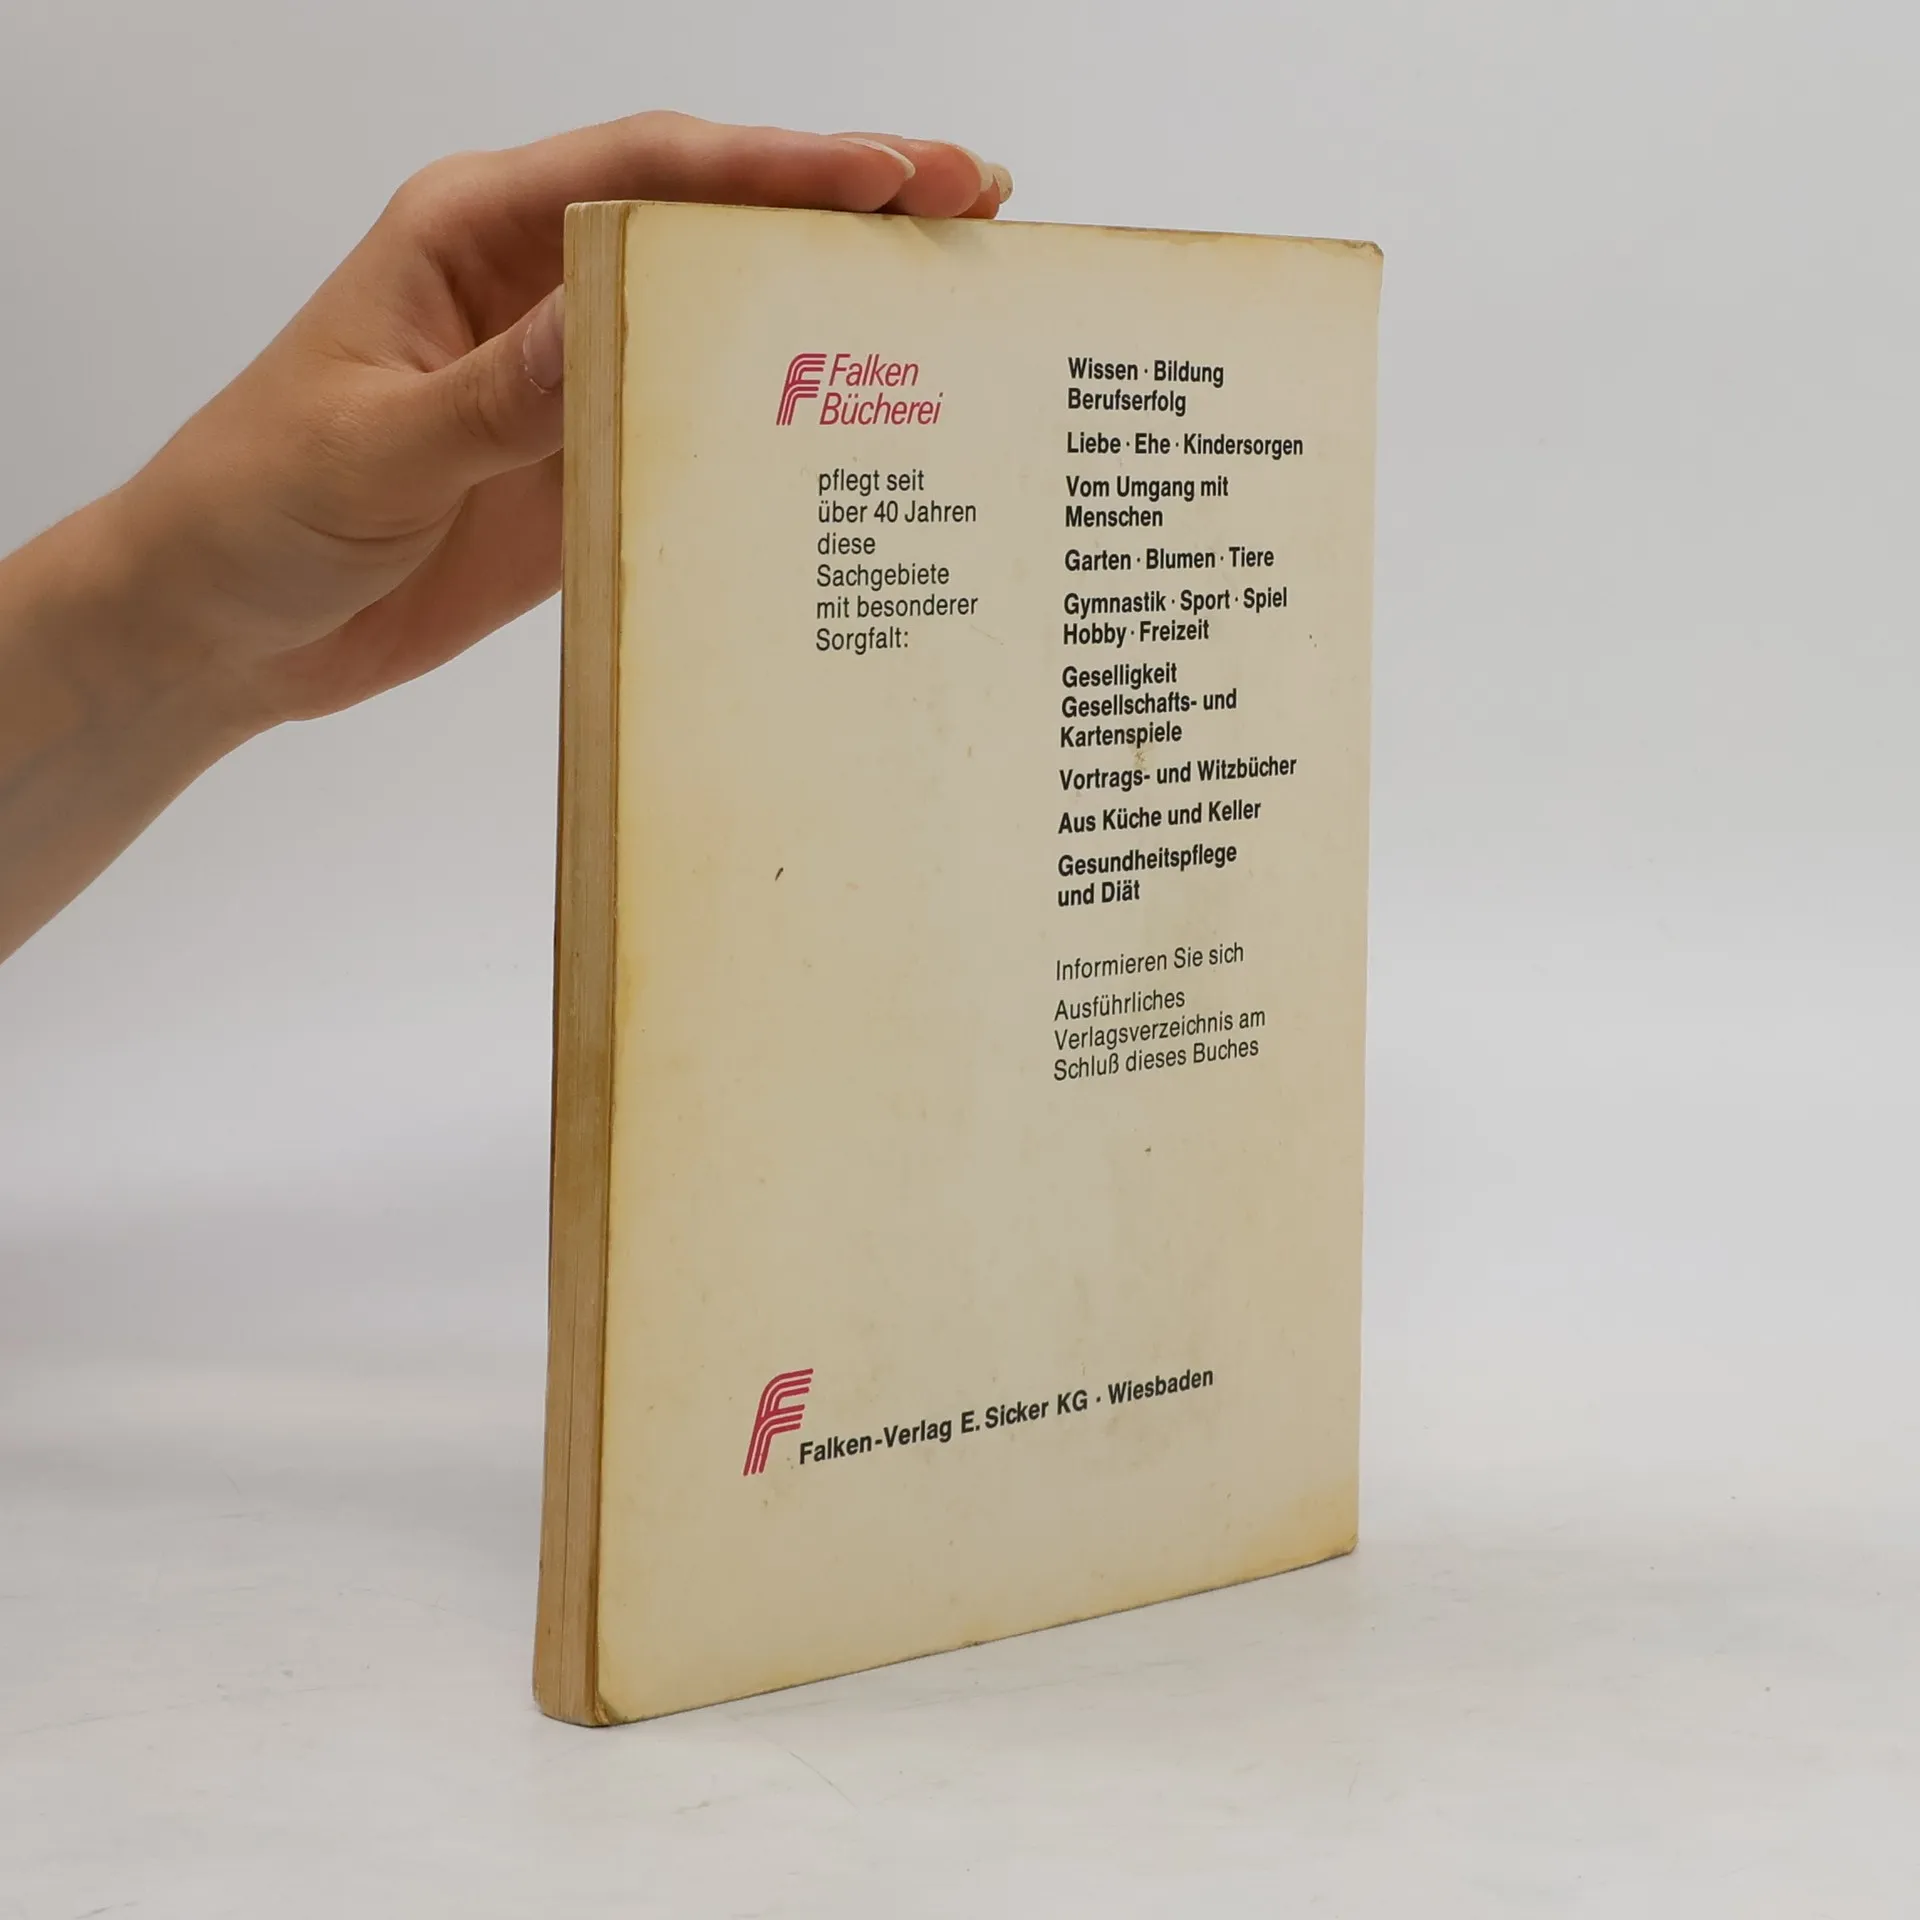 Falken
Bücherei
pflegt seit
über 40 Jahren
diese
Sachgebiete
mit besonderer
Sorgfalt:
Wissen · Bildung
Berufserfolg
Liebe · Ehe · Kindersorgen
Vom Umgang mit
Menschen
Garten · Blumen · Tiere
Gymnastik · Sport · Spiel
Hobby · Freizeit
Geselligkeit
Gesellschafts- und
Kartenspiele
Vortrags- und Witzbücher
Aus Küche und Keller
Gesundheitspflege
und Diät
Informieren Sie sich
Ausführliches
Verlagsverzeichnis am
Schluß dieses Buches
Falken-Verlag E. Sicker KG · Wiesbaden